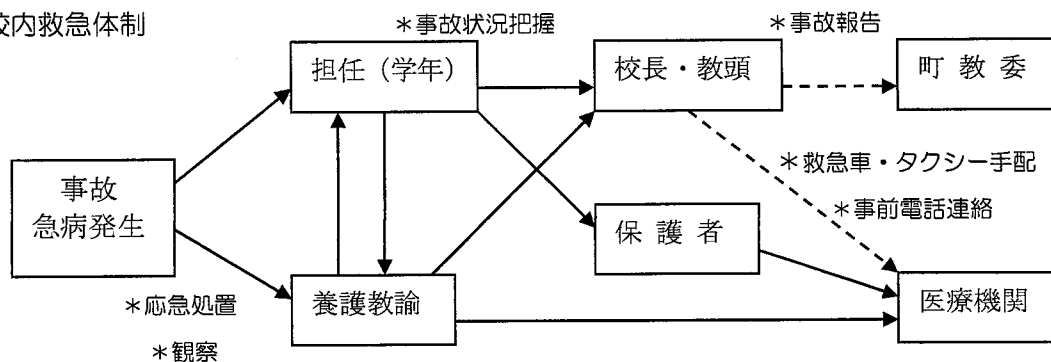 校内救急体制
＊事故状況把握
＊事故報告
担任（学年）
校長・教頭
町 教 委
＊救急車・タクシー手配
事故
急病発生
＊事前電話連絡
保 護 者
＊応急処置
養護教諭
医療機関
＊観察